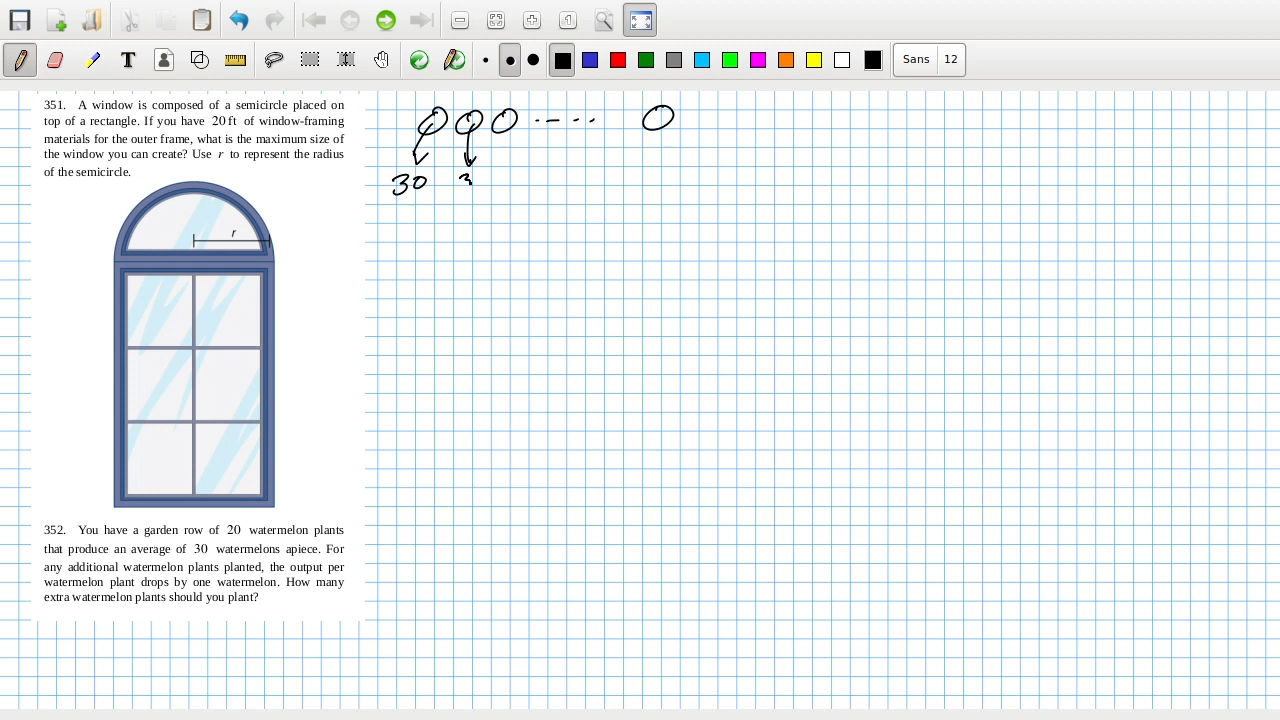 Sans 12
351. A window is composed of a semicircle placed on
top of a rectangle. If you have 20 ft of window-framing
materials for the outer frame, what is the maximum size of
the window you can create? Use r to represent the radius
of the semicircle.
r
352. You have a garden row of 20 watermelon plants
that produce an average of 30 watermelons apiece. For
any additional watermelon plants planted, the output per
watermelon plant drops by one watermelon. How many
extra watermelon plants should you plant?
30 3